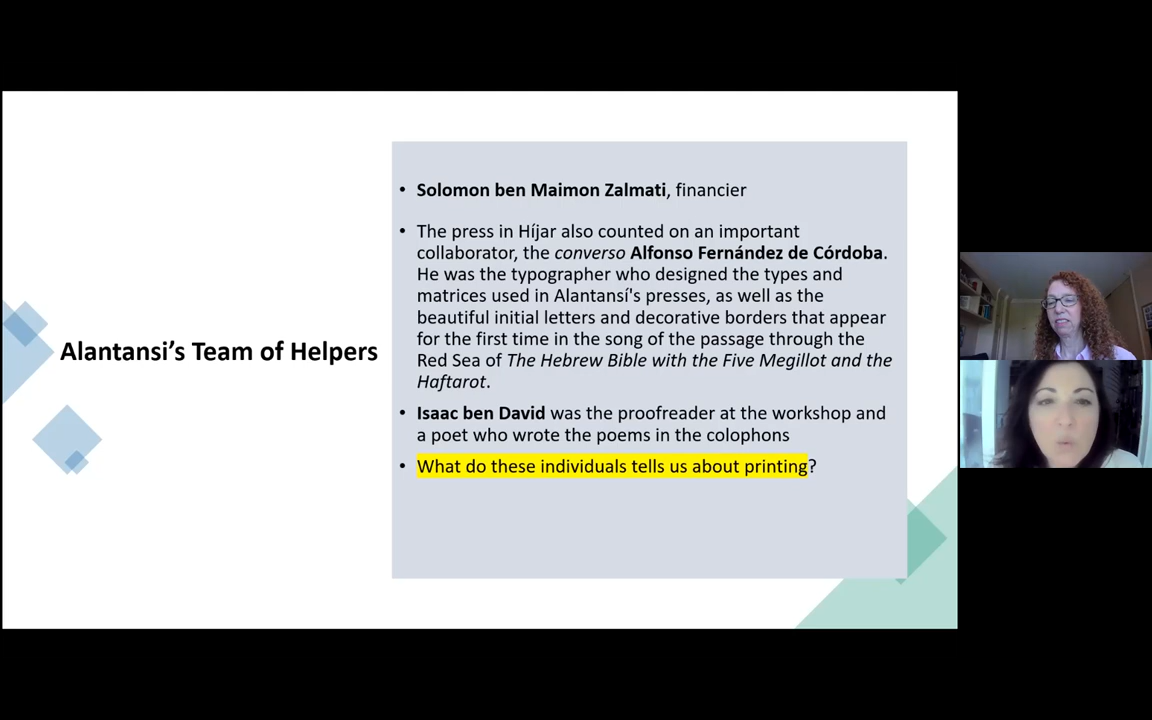 Alantansi’s Team of Helpers
• Solomon ben Maimon Zalmati, financier
• The press in Híjar also counted on an important
collaborator, the converso Alfonso Fernández de Córdoba.
He was the typographer who designed the types and
matrices used in Alantansí's presses, as well as the
beautiful initial letters and decorative borders that appear
for the first time in the song of the passage through the
Red Sea of The Hebrew Bible with the Five Megillot and the
Haftarot.
• Isaac ben David was the proofreader at the workshop and
a poet who wrote the poems in the colophons
• What do these individuals tells us about printing?